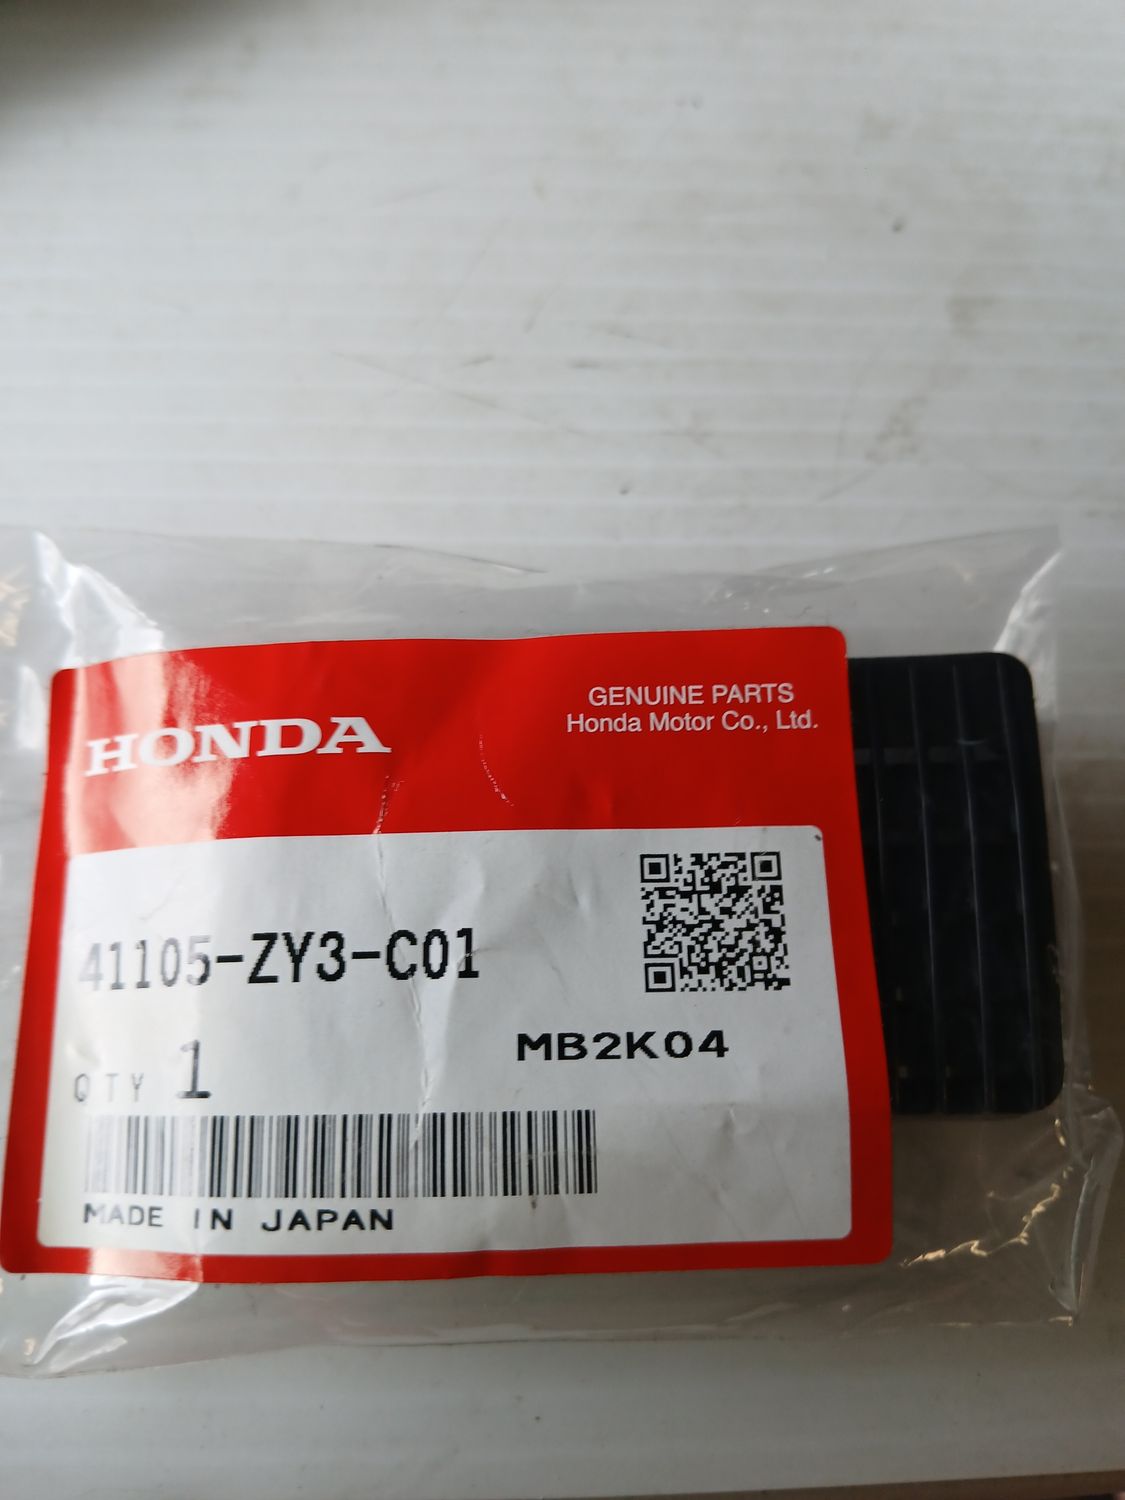 HONDA
GENUINE PARTS
Honda Motor Co., Ltd.
41105-ZY3-C01
MB2K04
QTY 1
MADE IN JAPAN